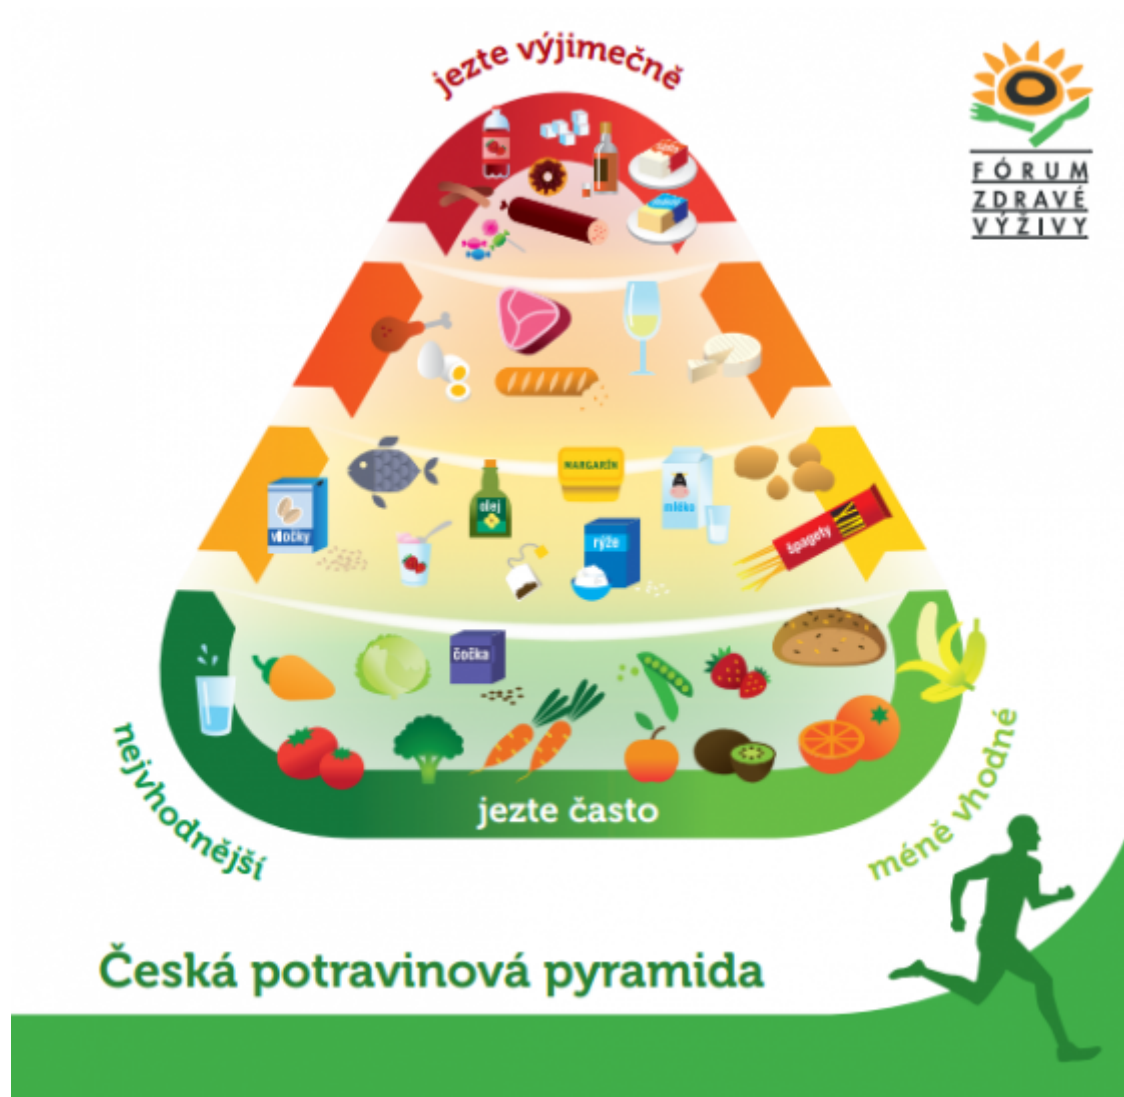 jezte výjimečně
FÓRUM
ZDRAVÉ
VÝŽIVY
MARGARÍN
olej
mléko
vločky
rýže
špagety
čočka
nejvhodnější
jezte často
méně vhodné
Česká potravinová pyramida